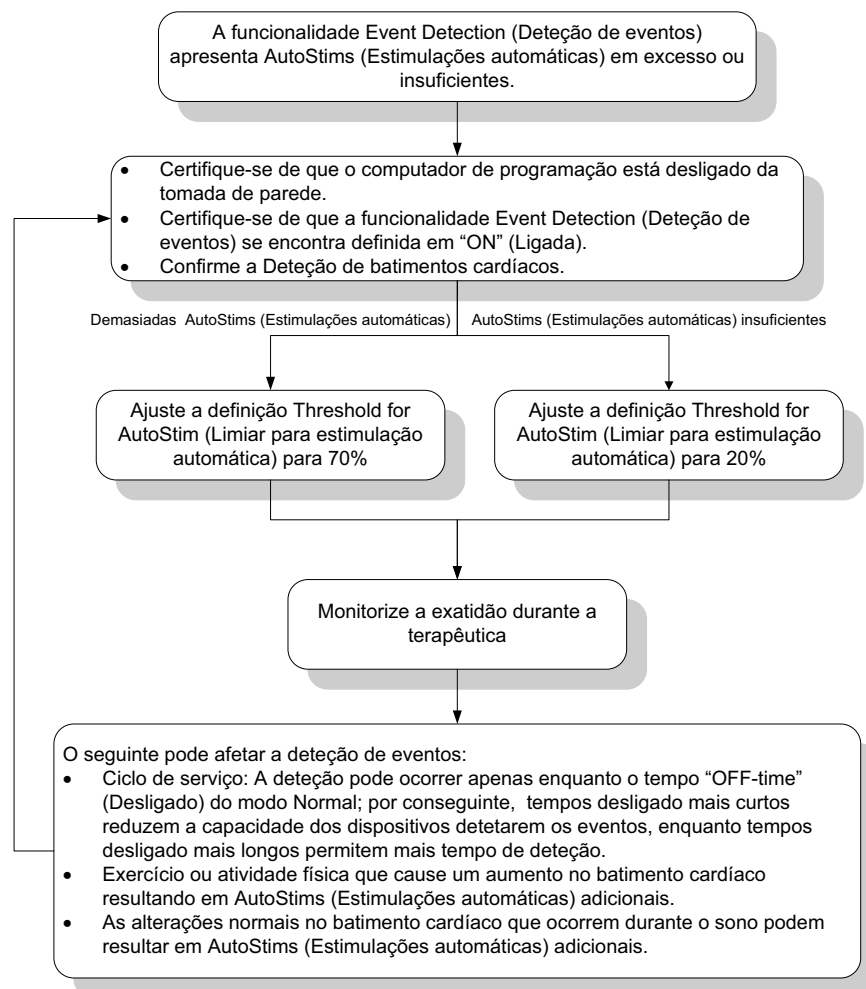 A funcionalidade Event Detection (Deteção de eventos)
apresenta AutoStims (Estimulações automáticas) em excesso ou
insuficientes.
• Certifique-se de que o computador de programação está desligado da
tomada de parede.
• Certifique-se de que a funcionalidade Event Detection (Deteção de
eventos) se encontra definida em “ON” (Ligada).
• Confirme a Deteção de batimentos cardíacos.
Demasiadas AutoStims (Estimulações automáticas)
AutoStims (Estimulações automáticas) insuficientes
Ajuste a definição Threshold for
AutoStim (Limiar para estimulação
automática) para 70%
Ajuste a definição Threshold for
AutoStim (Limiar para estimulação
automática) para 20%
Monitorize a exatidão durante a
terapêutica
O seguinte pode afetar a deteção de eventos:
• Ciclo de serviço: A deteção pode ocorrer apenas enquanto o tempo “OFF-time”
(Desligado) do modo Normal; por conseguinte, tempos desligado mais curtos
reduzem a capacidade dos dispositivos detetarem os eventos, enquanto tempos
desligado mais longos permitem mais tempo de deteção.
• Exercício ou atividade física que cause um aumento no batimento cardíaco
resultando em AutoStims (Estimulações automáticas) adicionais.
• As alterações normais no batimento cardíaco que ocorrem durante o sono podem
resultar em AutoStims (Estimulações automáticas) adicionais.